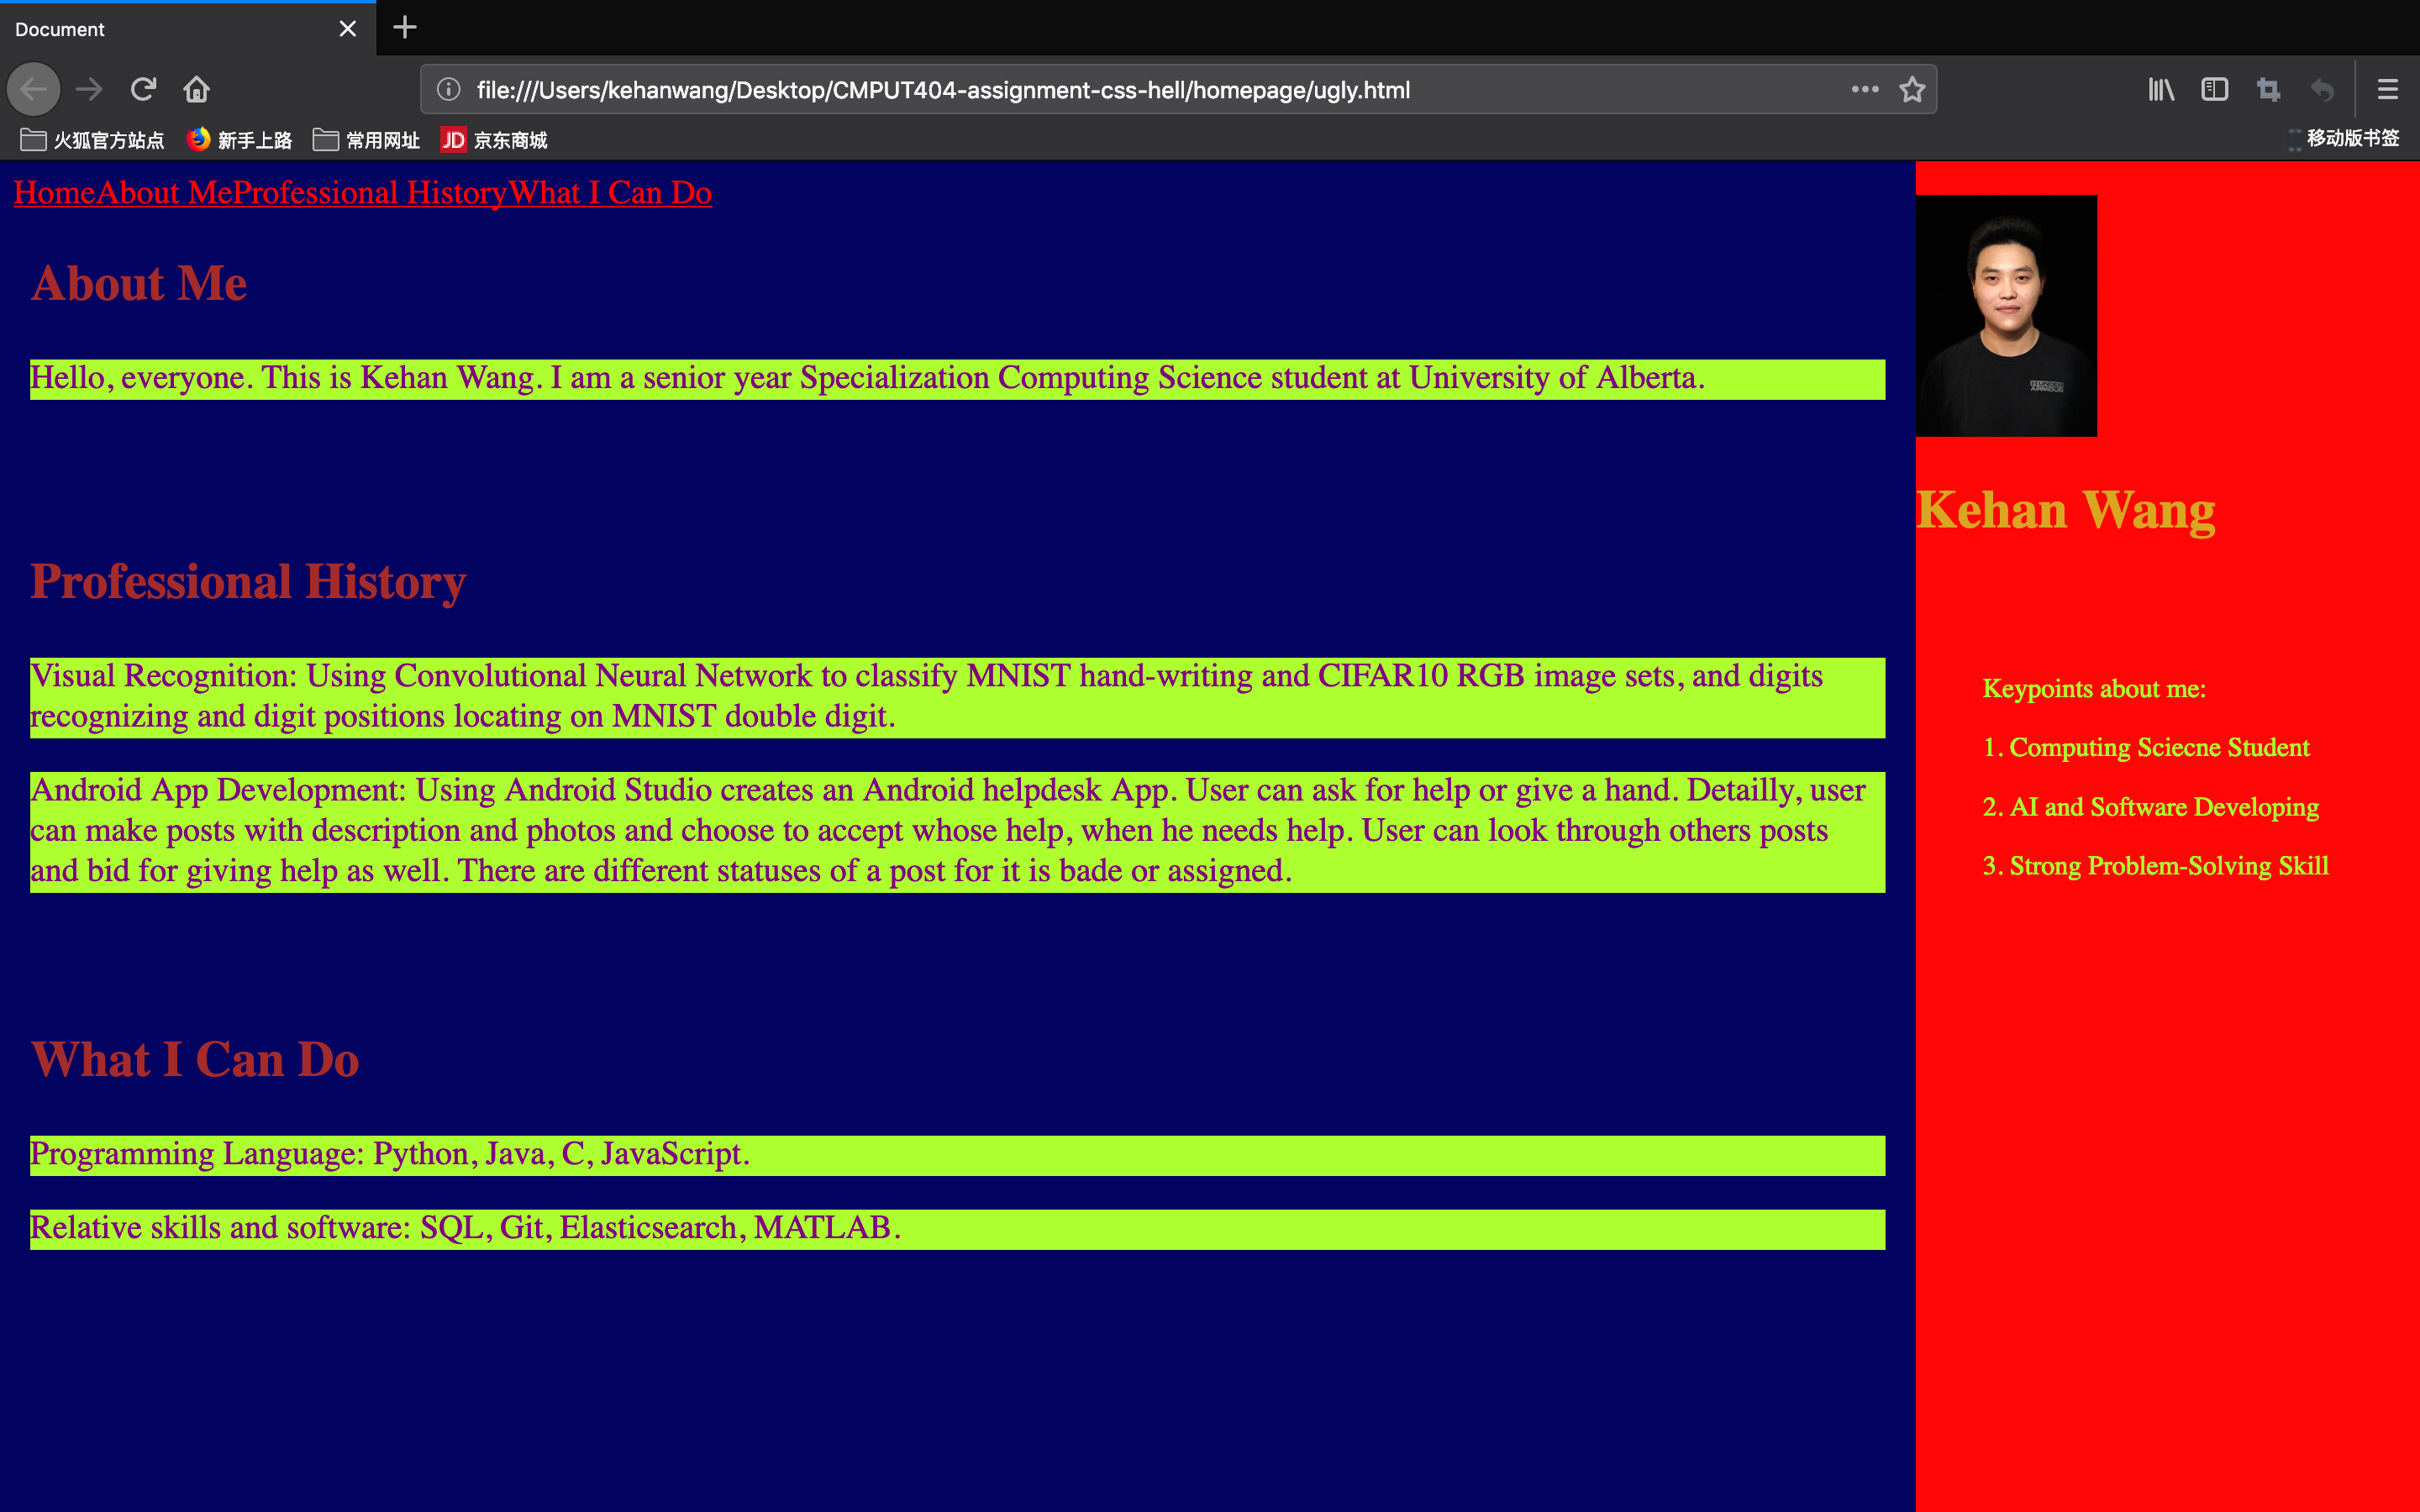 Document
file:///Users/kehanwang/Desktop/CMPUT404-assignment-css-hell/homepage/ugly.html
火狐官方站点 新手上路 常用网址 JD 京东商城 移动版书签
HomeAbout MeProfessional HistoryWhat I Can Do
About Me
Hello, everyone. This is Kehan Wang. I am a senior year Specialization Computing Science student at University of Alberta.
Professional History
Visual Recognition: Using Convolutional Neural Network to classify MNIST hand-writing and CIFAR10 RGB image sets, and digits
recognizing and digit positions locating on MNIST double digit.
Android App Development: Using Android Studio creates an Android helpdesk App. User can ask for help or give a hand. Detailly, user
can make posts with description and photos and choose to accept whose help, when he needs help. User can look through others posts
and bid for giving help as well. There are different statuses of a post for it is bade or assigned.
What I Can Do
Programming Language: Python, Java, C, JavaScript.
Relative skills and software: SQL, Git, Elasticsearch, MATLAB.
UNDER
ARMOUR
Kehan Wang
Keypoints about me:
1. Computing Sciecne Student
2. AI and Software Developing
3. Strong Problem-Solving Skill